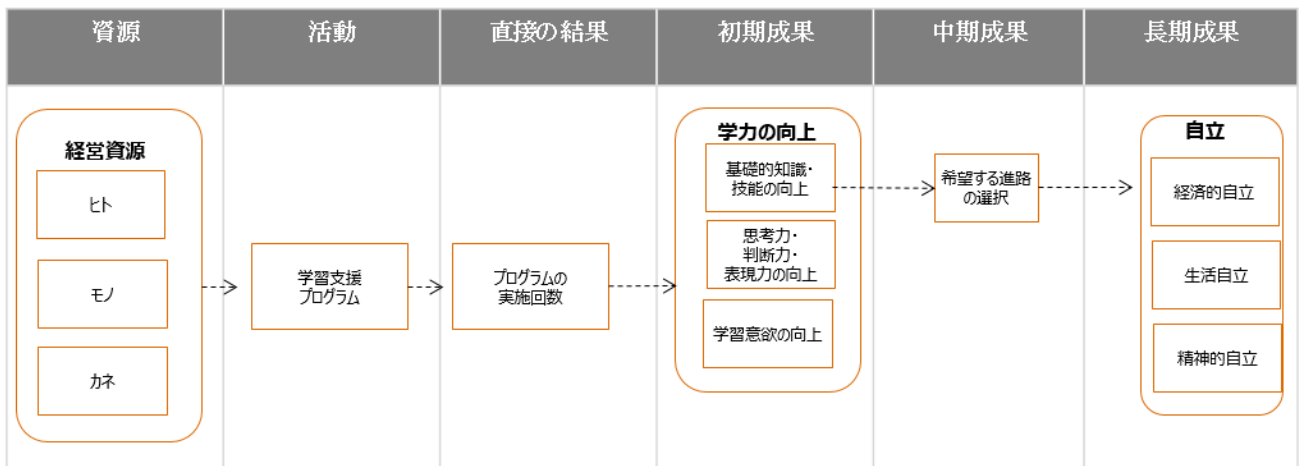 資源
活動
直接の結果
初期成果
中期成果
長期成果
経営資源
ヒト
モノ
カネ
学習支援
プログラム
プログラムの
実施回数
学力の向上
基礎的知識・
技能の向上
思考力・
判断力・
表現力の向上
学習意欲の向上
希望する進路
の選択
自立
経済的自立
生活自立
精神的自立